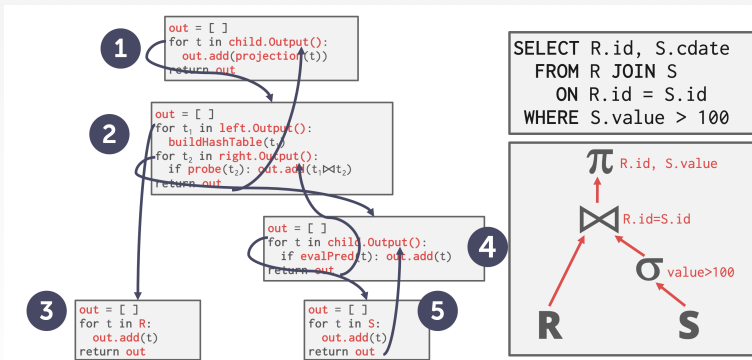 1
out = [ ]
for t in child.Output():
out.add(projection(t))
return out
2
out = [ ]
for t₁ in left.Output():
buildHashTable(t₁)
for t₂ in right.Output():
if probe(t₂): out.add(t₁⨝t₂)
return out
3
out = [ ]
for t in R:
out.add(t)
return out
4
out = [ ]
for t in child.Output():
if evalPred(t): out.add(t)
return out
5
out = [ ]
for t in S:
out.add(t)
return out
SELECT R.id, S.cdate
FROM R JOIN S
ON R.id = S.id
WHERE S.value > 100
π R.id, S.value
⨝ R.id=S.id
σ value>100
R
S